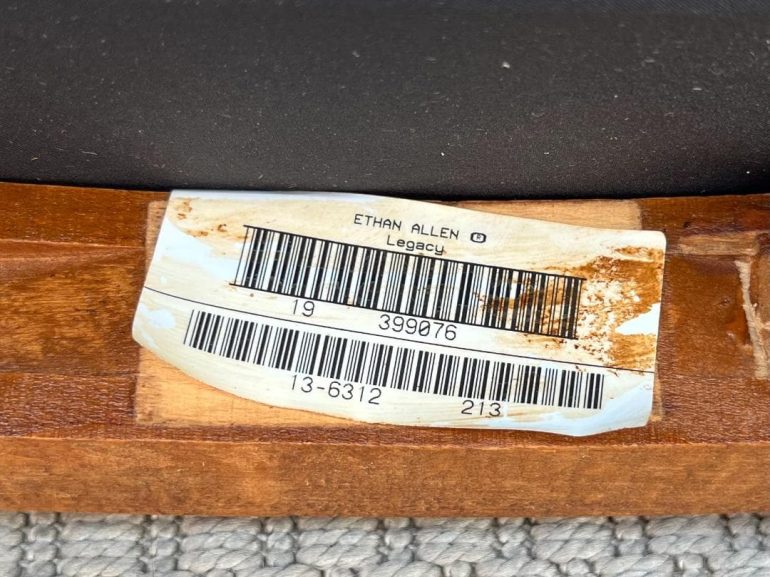 ETHAN ALLEN ®
Legacy
19 399076
13-6312 213